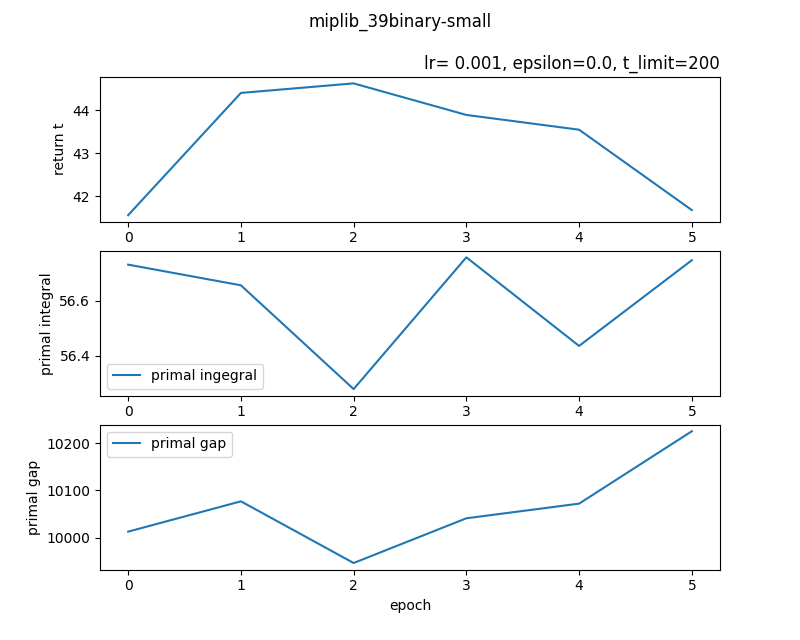 miplib_39binary-small
lr= 0.001, epsilon=0.0, t_limit=200
return t
44
43
42
0 1 2 3 4 5
primal integral
56.6
56.4
primal ingegral
0 1 2 3 4 5
primal gap
10200
10100
10000
primal gap
0 1 2 3 4 5
epoch